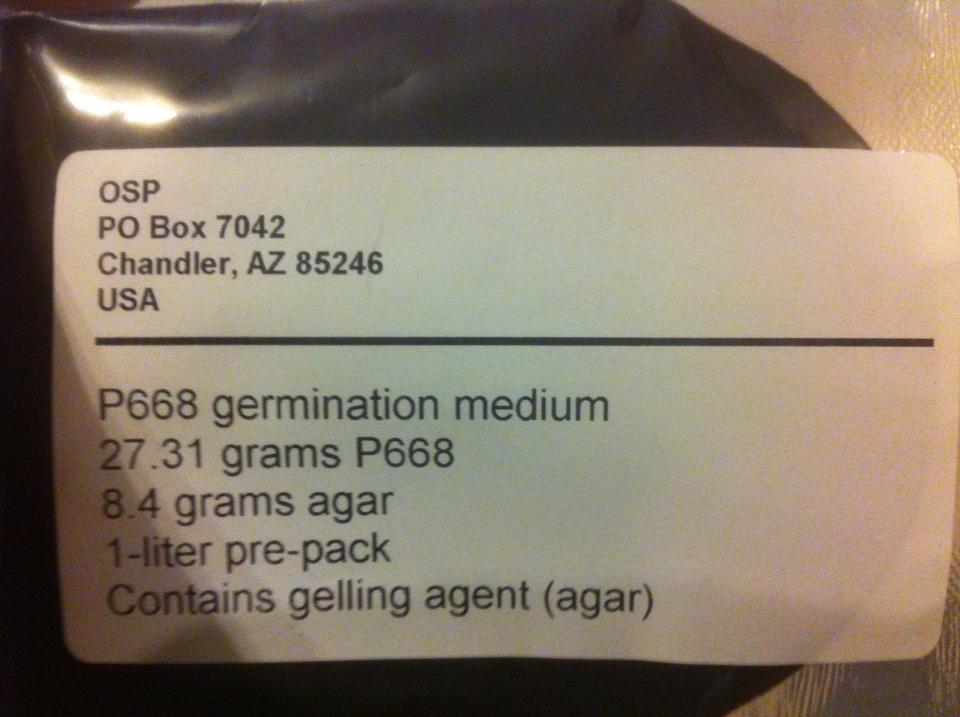 OSP
PO Box 7042
Chandler, AZ 85246
USA
P668 germination medium
27.31 grams P668
8.4 grams agar
1-liter pre-pack
Contains gelling agent (agar)